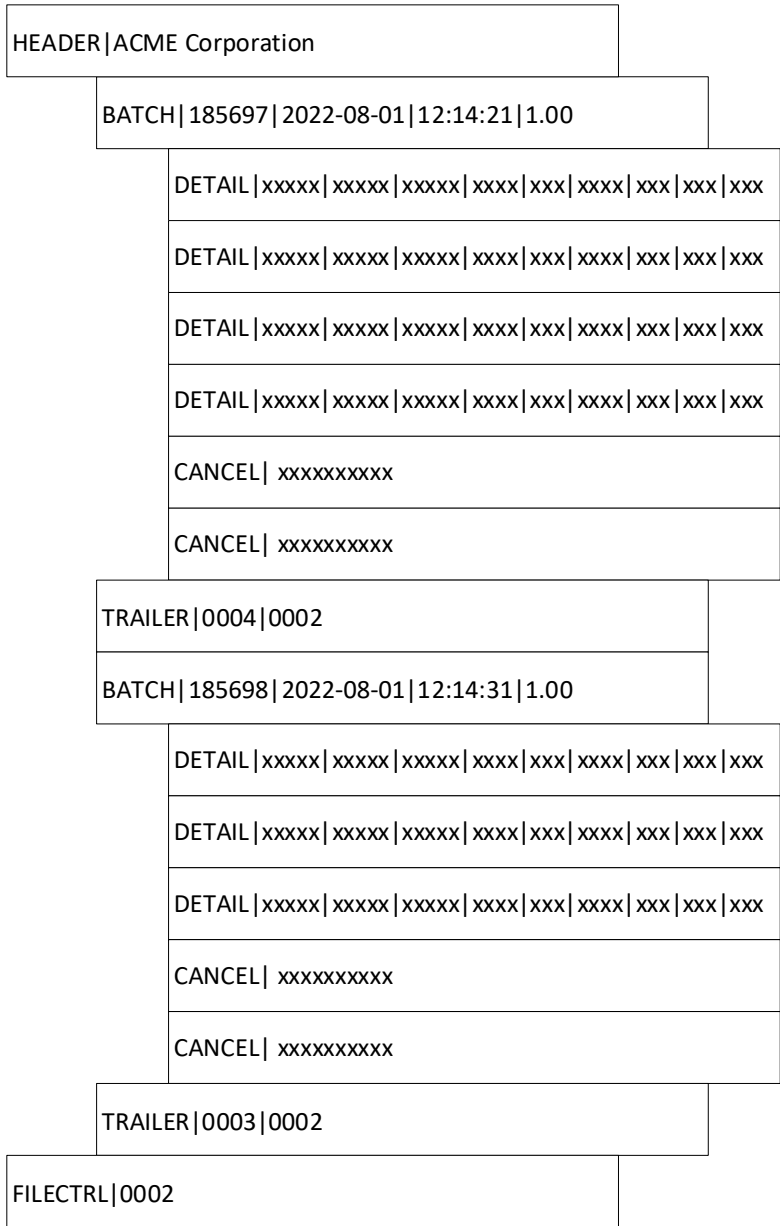 HEADER|ACME Corporation
BATCH|185697|2022-08-01|12:14:21|1.00
DETAIL|xxxxx|xxxxx|xxxxx|xxxx|xxx|xxxx|xxx|xxx|xxx
DETAIL|xxxxx|xxxxx|xxxxx|xxxx|xxx|xxxx|xxx|xxx|xxx
DETAIL|xxxxx|xxxxx|xxxxx|xxxx|xxx|xxxx|xxx|xxx|xxx
DETAIL|xxxxx|xxxxx|xxxxx|xxxx|xxx|xxxx|xxx|xxx|xxx
CANCEL| xxxxxxxxxx
CANCEL| xxxxxxxxxx
TRAILER|0004|0002
BATCH|185698|2022-08-01|12:14:31|1.00
DETAIL|xxxxx|xxxxx|xxxxx|xxxx|xxx|xxxx|xxx|xxx|xxx
DETAIL|xxxxx|xxxxx|xxxxx|xxxx|xxx|xxxx|xxx|xxx|xxx
DETAIL|xxxxx|xxxxx|xxxxx|xxxx|xxx|xxxx|xxx|xxx|xxx
CANCEL| xxxxxxxxxx
CANCEL| xxxxxxxxxx
TRAILER|0003|0002
FILECTRL|0002